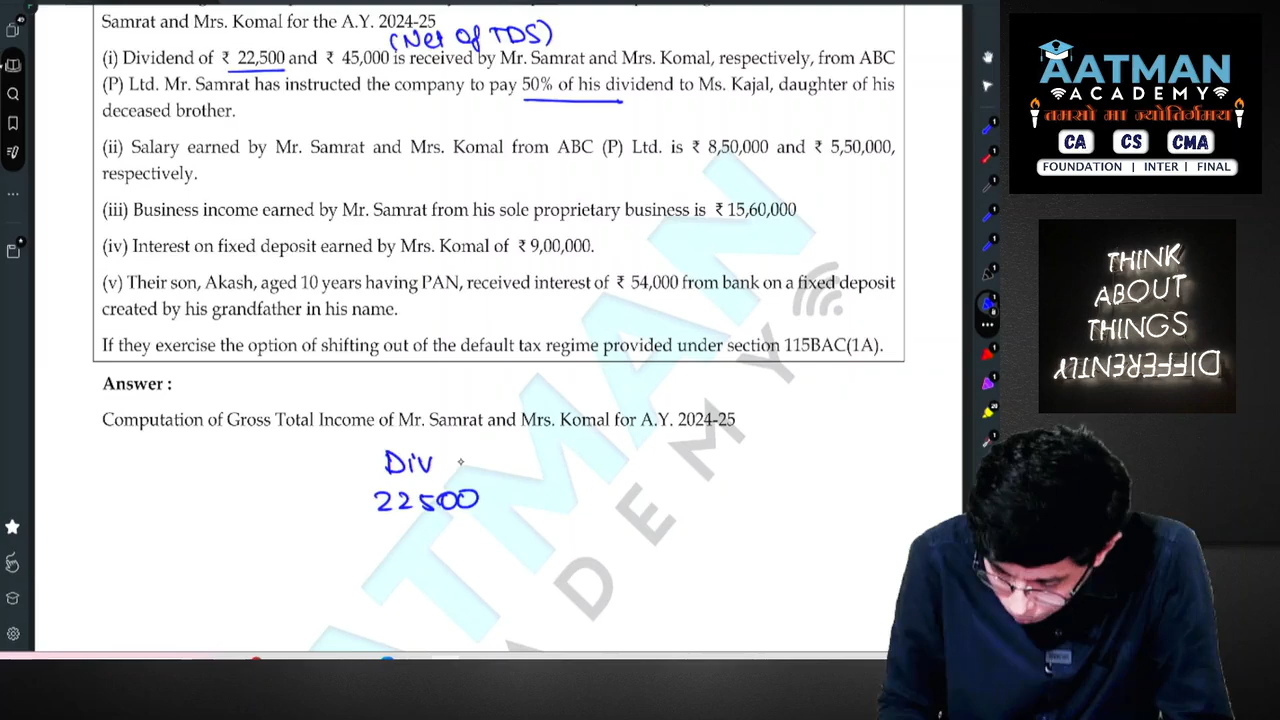 Samrat and Mrs. Komal for the A.Y. 2024-25
(Net Of TDS)
(i) Dividend of ₹ 22,500 and ₹ 45,000 is received by Mr. Samrat and Mrs. Komal, respectively, from ABC
(P) Ltd. Mr. Samrat has instructed the company to pay 50% of his dividend to Ms. Kajal, daughter of his
deceased brother.
(ii) Salary earned by Mr. Samrat and Mrs. Komal from ABC (P) Ltd. is ₹ 8,50,000 and ₹ 5,50,000,
respectively.
(iii) Business income earned by Mr. Samrat from his sole proprietary business is ₹ 15,60,000
(iv) Interest on fixed deposit earned by Mrs. Komal of ₹ 9,00,000.
(v) Their son, Akash, aged 10 years having PAN, received interest of ₹ 54,000 from bank on a fixed deposit
created by his grandfather in his name.
If they exercise the option of shifting out of the default tax regime provided under section 115BAC(1A).
Answer :
Computation of Gross Total Income of Mr. Samrat and Mrs. Komal for A.Y. 2024-25
Div
22500
ATMAN
ADEMY
AATMAN
ACADEMY
तमसो मा ज्योतिर्गमय
CA CS CMA
FOUNDATION | INTER | FINAL
THINK
ABOUT
THINGS
DIFFERENTLY